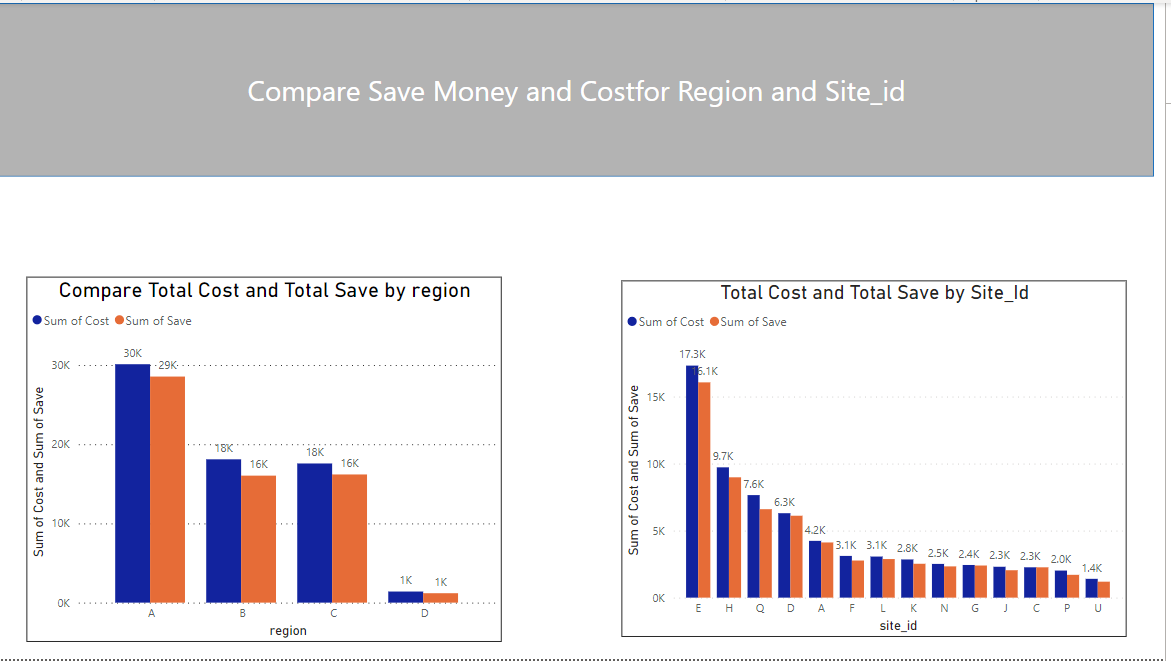 Compare Save Money and Costfor Region and Site_id
Compare Total Cost and Total Save by region
Sum of Cost Sum of Save
Sum of Cost and Sum of Save
30K
20K
10K
0K
30K 29K
18K 16K
18K 16K
1K 1K
A B C D
region
Total Cost and Total Save by Site_Id
Sum of Cost Sum of Save
Sum of Cost and Sum of Save
15K
10K
5K
0K
17.3K 16.1K
9.7K
7.6K
6.3K
4.2K
3.1K
3.1K
2.8K
2.5K
2.4K
2.3K
2.3K
2.0K
1.4K
E H Q D A F L K N G J C P U
site_id